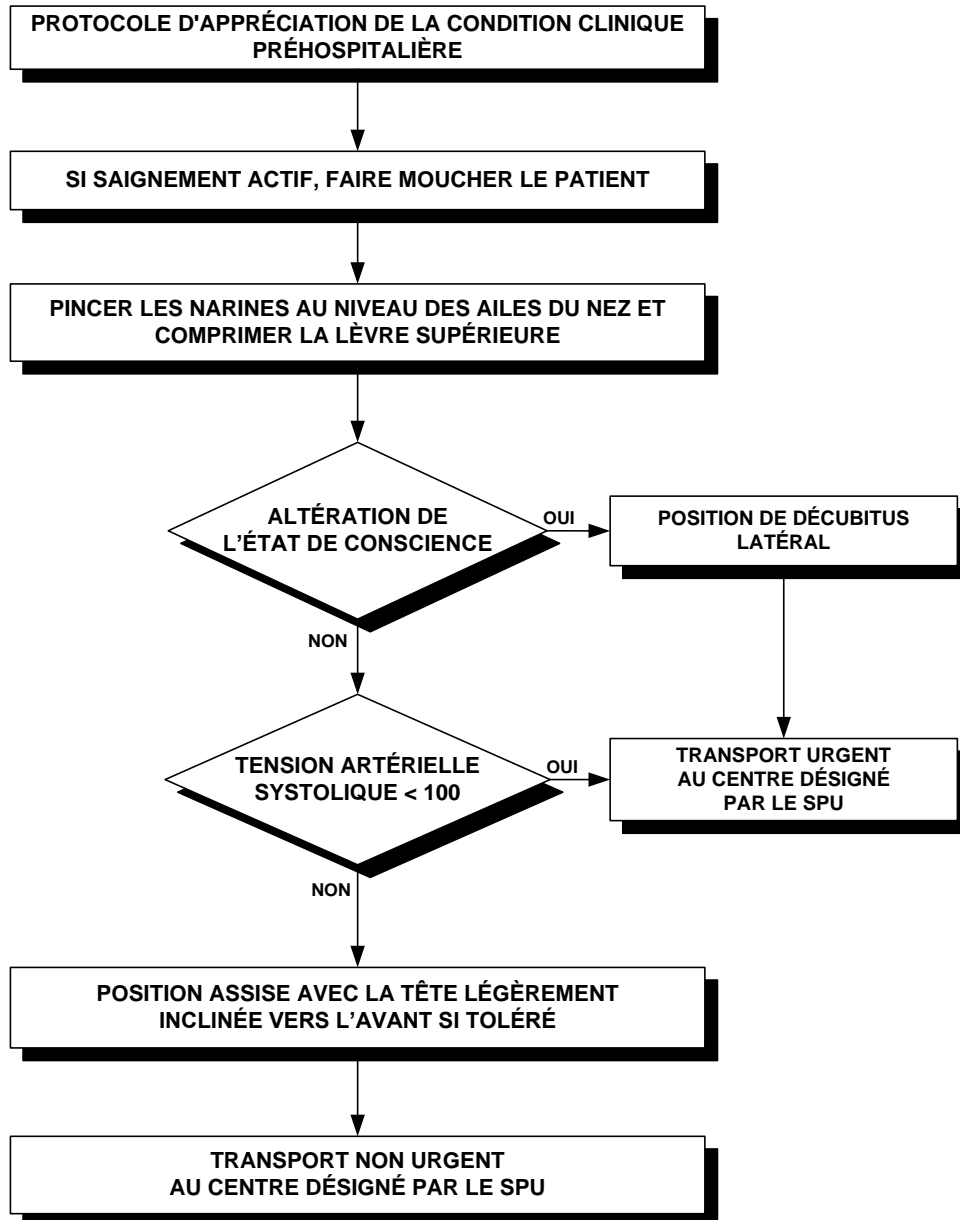 PROTOCOLE D'APPRÉCIATION DE LA CONDITION CLINIQUE
PRÉHOSPITALIÈRE
SI SAIGNEMENT ACTIF, FAIRE MOUCHER LE PATIENT
PINCER LES NARINES AU NIVEAU DES AILES DU NEZ ET
COMPRIMER LA LÈVRE SUPÉRIEURE
ALTÉRATION DE
L'ÉTAT DE CONSCIENCE
OUI
POSITION DE DÉCUBITUS
LATÉRAL
NON
TENSION ARTÉRIELLE
SYSTOLIQUE < 100
OUI
TRANSPORT URGENT
AU CENTRE DÉSIGNÉ
PAR LE SPU
NON
POSITION ASSISE AVEC LA TÊTE LÉGÈREMENT
INCLINÉE VERS L'AVANT SI TOLÉRÉ
TRANSPORT NON URGENT
AU CENTRE DÉSIGNÉ PAR LE SPU